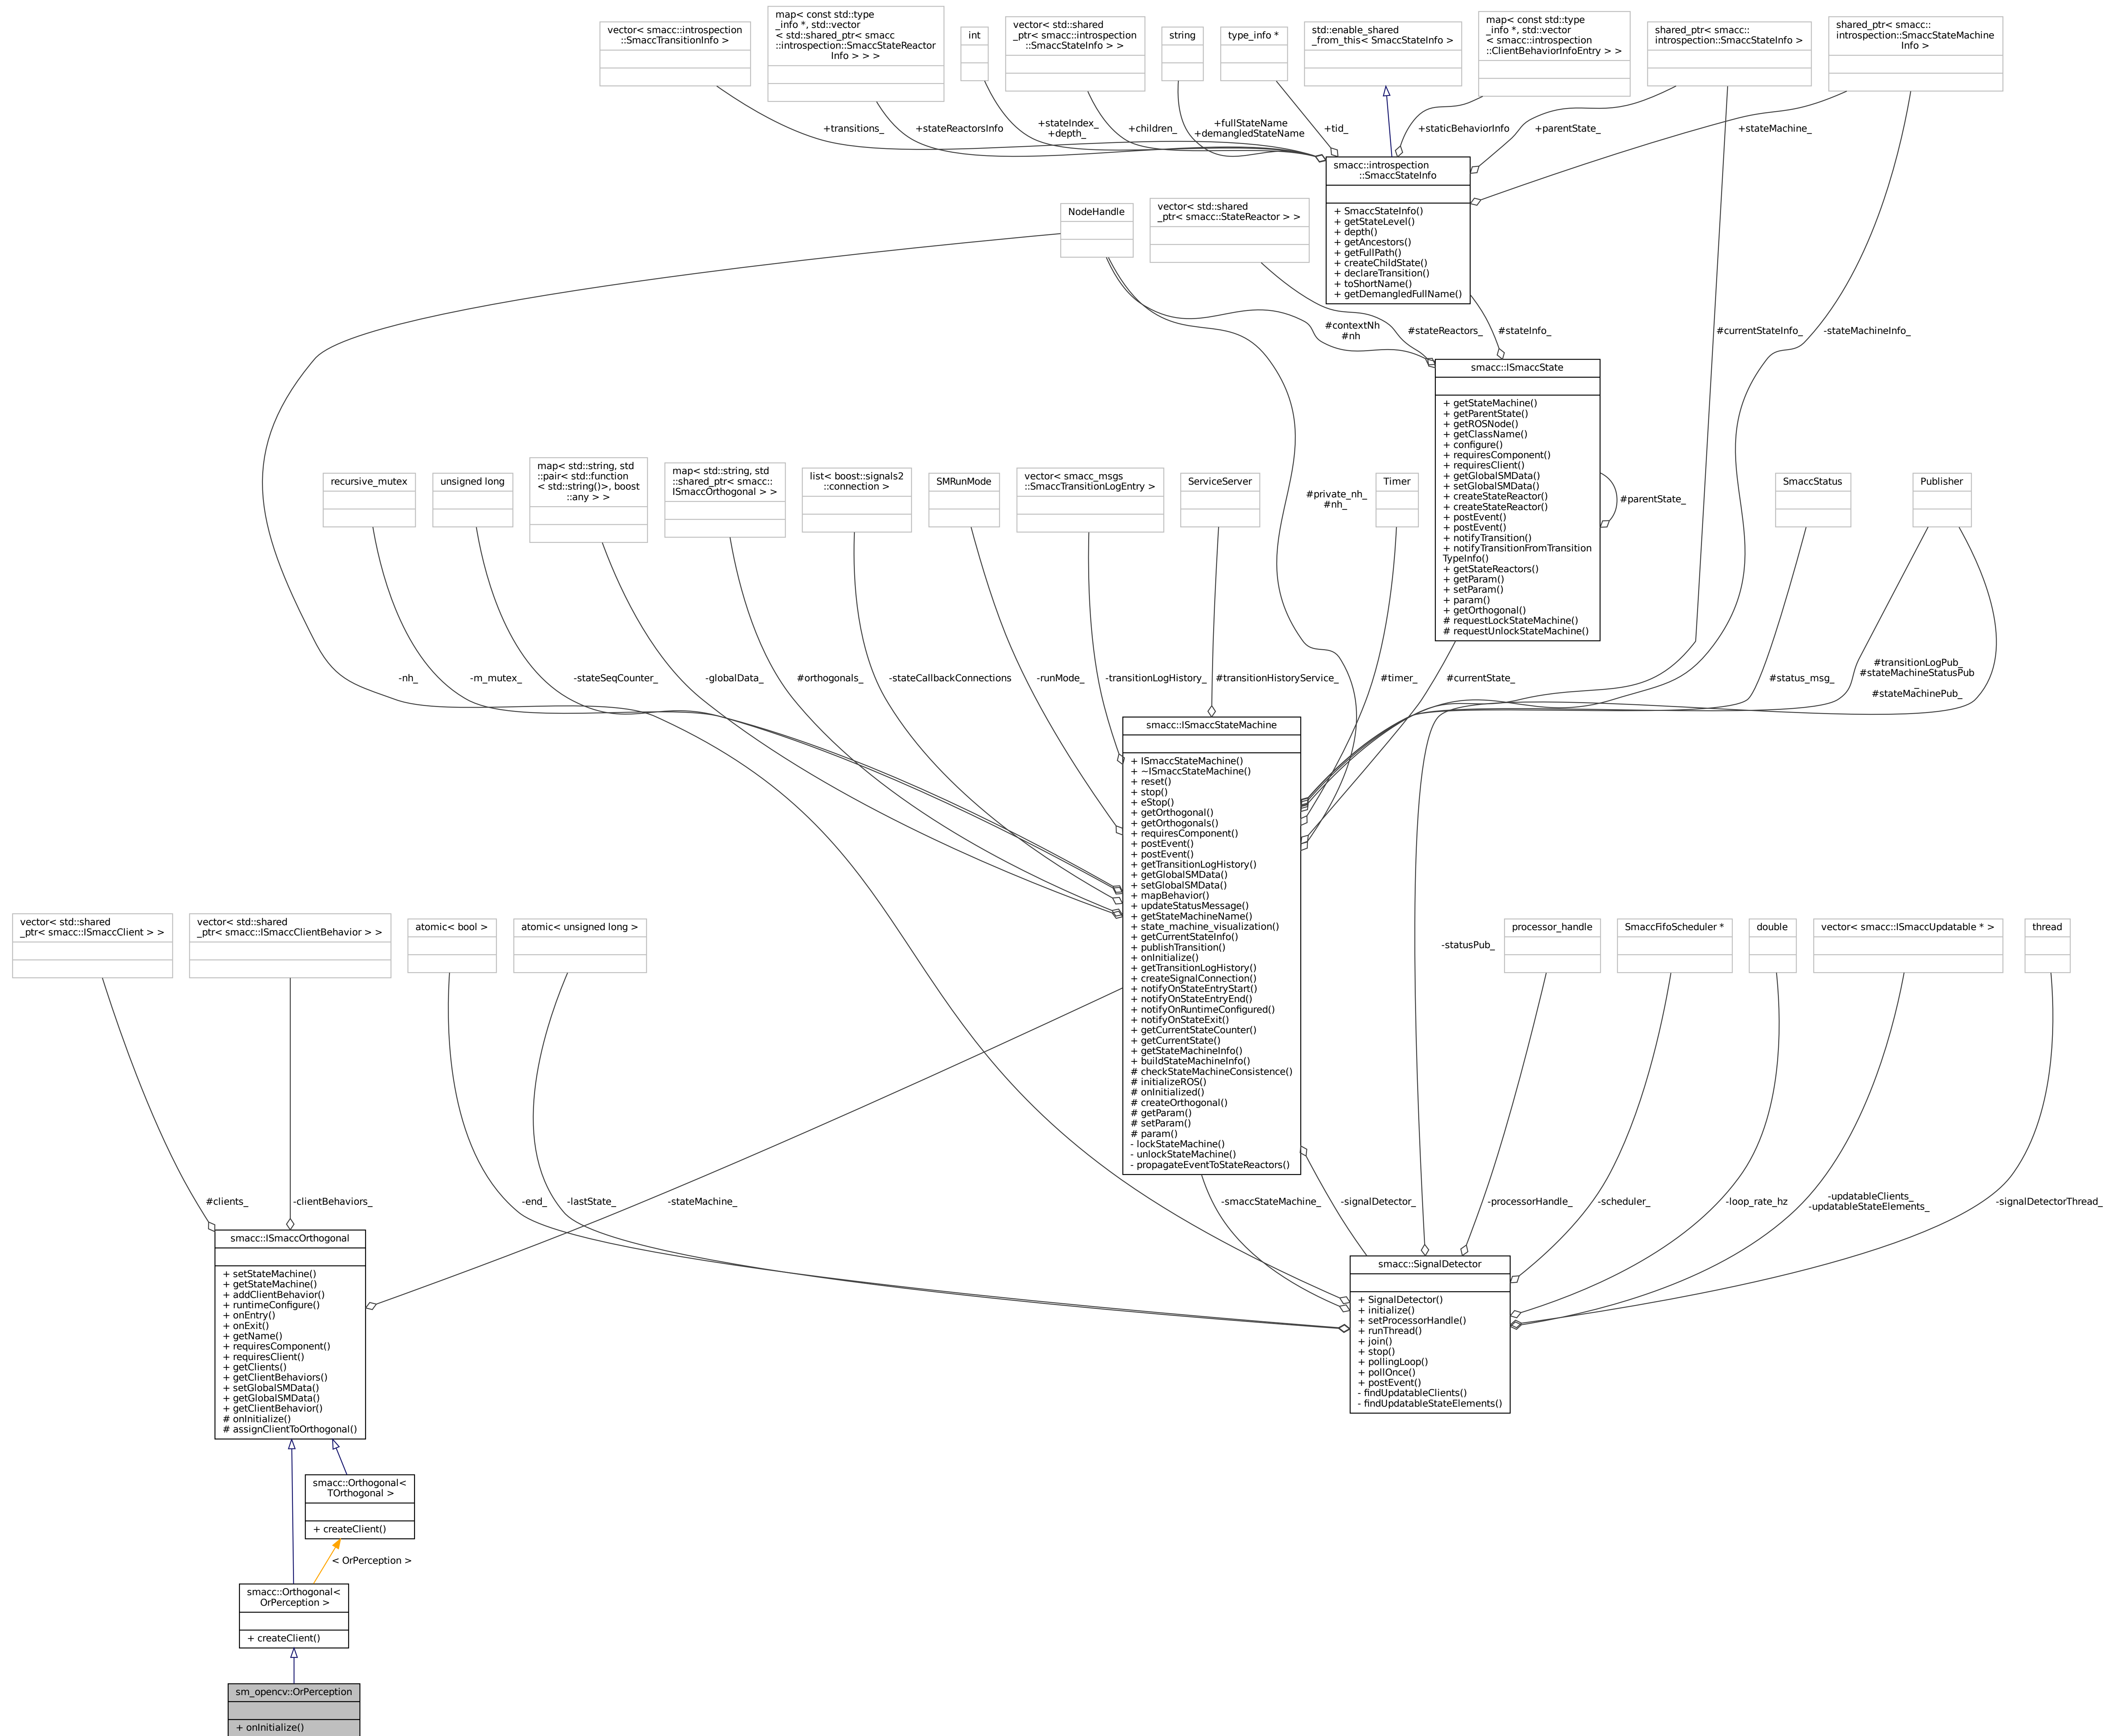 vector< smacc::introspection
::SmaccTransitionInfo >
map< const std::type
_info *, std::vector
< std::shared_ptr< smacc
::introspection::SmaccStateReactor
Info > > >
int
vector< std::shared
_ptr< smacc::introspection
::SmaccStateInfo > >
string
type_info *
std::enable_shared
_from_this< SmaccStateInfo >
map< const std::type
_info *, std::vector
< smacc::introspection
::ClientBehaviorInfoEntry > >
shared_ptr< smacc::
introspection::SmaccStateInfo >
shared_ptr< smacc::
introspection::SmaccStateMachine
Info >
+transitions_
+stateReactorsInfo
+stateIndex_
+depth_
+children_
+fullStateName
+demangledStateName
+tid_
+staticBehaviorInfo
+parentState_
+stateMachine_
smacc::introspection
::SmaccStateInfo
+ SmaccStateInfo()
+ getStateLevel()
+ depth()
+ getAncestors()
+ getFullPath()
+ createChildState()
+ declareTransition()
+ toShortName()
+ getDemangledFullName()
NodeHandle
vector< std::shared
_ptr< smacc::StateReactor > >
#contextNh
#nh
#stateReactors_
#stateInfo_
#currentStateInfo_
-stateMachineInfo_
smacc::ISmaccState
+ getStateMachine()
+ getParentState()
+ getROSNode()
+ getClassName()
+ configure()
+ requiresComponent()
+ requiresClient()
+ getGlobalSMData()
+ setGlobalSMData()
+ createStateReactor()
+ createStateReactor()
+ postEvent()
+ postEvent()
+ notifyTransition()
+ notifyTransitionFromTransition
TypeInfo()
+ getStateReactors()
+ getParam()
+ setParam()
+ param()
+ getOrthogonal()
# requestLockStateMachine()
# requestUnlockStateMachine()
#parentState_
recursive_mutex
unsigned long
map< std::string, std
::pair< std::function
< std::string()>, boost
::any > >
map< std::string, std
::shared_ptr< smacc::
ISmaccOrthogonal > >
list< boost::signals2
::connection >
SMRunMode
vector< smacc_msgs
::SmaccTransitionLogEntry >
ServiceServer
#private_nh_
#nh_
Timer
SmaccStatus
Publisher
-nh_
-m_mutex_
-stateSeqCounter_
-globalData_
#orthogonals_
-stateCallbackConnections
-runMode_
-transitionLogHistory_
#transitionHistoryService_
#timer_
#currentState_
#status_msg_
#transitionLogPub_
#stateMachineStatusPub
_
#stateMachinePub_
smacc::ISmaccStateMachine
+ ISmaccStateMachine()
+ ~ISmaccStateMachine()
+ reset()
+ stop()
+ eStop()
+ getOrthogonal()
+ getOrthogonals()
+ requiresComponent()
+ postEvent()
+ postEvent()
+ getTransitionLogHistory()
+ getGlobalSMData()
+ setGlobalSMData()
+ mapBehavior()
+ updateStatusMessage()
+ getStateMachineName()
+ state_machine_visualization()
+ getCurrentStateInfo()
+ publishTransition()
+ onInitialize()
+ getTransitionLogHistory()
+ createSignalConnection()
+ notifyOnStateEntryStart()
+ notifyOnStateEntryEnd()
+ notifyOnRuntimeConfigured()
+ notifyOnStateExit()
+ getCurrentStateCounter()
+ getCurrentState()
+ getStateMachineInfo()
+ buildStateMachineInfo()
# checkStateMachineConsistence()
# initializeROS()
# onInitialized()
# createOrthogonal()
# getParam()
# setParam()
# param()
- lockStateMachine()
- unlockStateMachine()
- propagateEventToStateReactors()
vector< std::shared
_ptr< smacc::ISmaccClient > >
vector< std::shared
_ptr< smacc::ISmaccClientBehavior > >
atomic< bool >
atomic< unsigned long >
-statusPub_
processor_handle
SmaccFifoScheduler *
double
vector< smacc::ISmaccUpdatable * >
thread
#clients_
-clientBehaviors_
-end_
-lastState_
-stateMachine_
-smaccStateMachine_
-signalDetector_
-processorHandle_
-scheduler_
-loop_rate_hz
-updatableClients_
-updatableStateElements_
-signalDetectorThread_
smacc::ISmaccOrthogonal
+ setStateMachine()
+ getStateMachine()
+ addClientBehavior()
+ runtimeConfigure()
+ onEntry()
+ onExit()
+ getName()
+ requiresComponent()
+ requiresClient()
+ getClients()
+ getClientBehaviors()
+ setGlobalSMData()
+ getGlobalSMData()
+ getClientBehavior()
# onInitialize()
# assignClientToOrthogonal()
smacc::SignalDetector
+ SignalDetector()
+ initialize()
+ setProcessorHandle()
+ runThread()
+ join()
+ stop()
+ pollingLoop()
+ pollOnce()
+ postEvent()
- findUpdatableClients()
- findUpdatableStateElements()
smacc::Orthogonal<
TOrthogonal >
+ createClient()
< OrPerception >
smacc::Orthogonal<
OrPerception >
+ createClient()
sm_opencv::OrPerception
+ onInitialize()